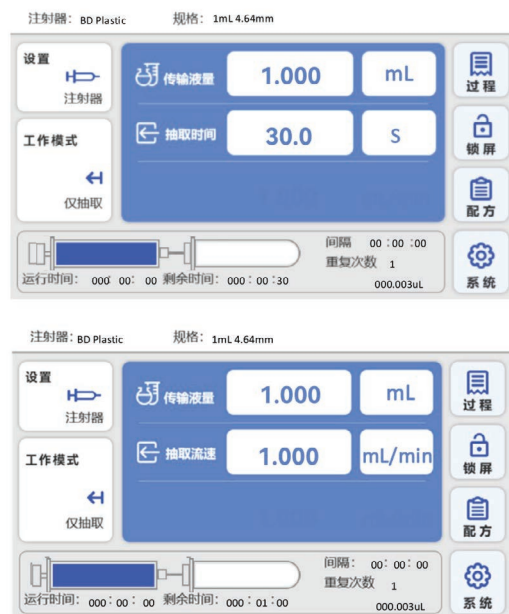 注射器: BD Plastic 规格: 1mL 4.64mm
设置
注射器
传输液量 1.000 mL
过程
工作模式
仅抽取
抽取时间 30.0 S
锁屏
配方
间隔 00:00:00
重复次数 1
运行时间: 000:00:00 剩余时间: 000:00:30 000.003uL
系统
注射器: BD Plastic 规格: 1mL 4.64mm
设置
注射器
传输液量 1.000 mL
过程
工作模式
仅抽取
抽取流速 1.000 mL/min
锁屏
配方
间隔: 00:00:00
重复次数 1
运行时间: 000:00:00 剩余时间: 000:01:00 000.003uL
系统